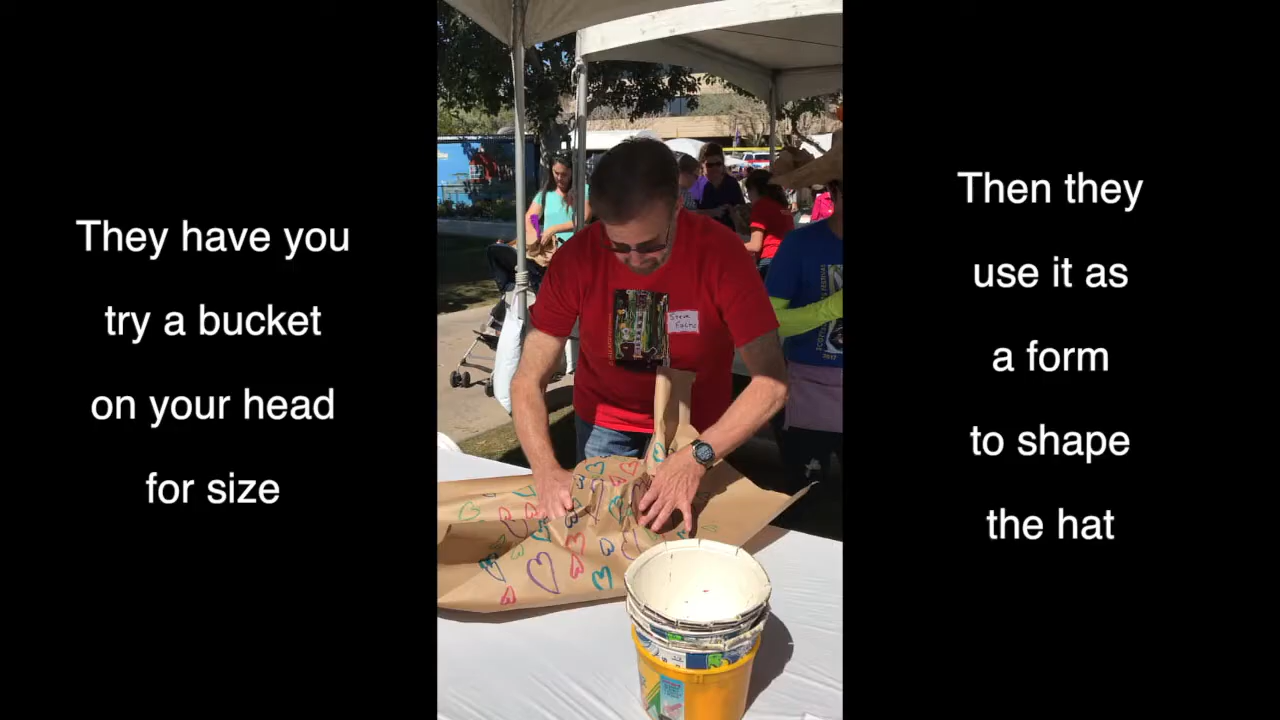 They have you
try a bucket
on your head
for size
Then they
use it as
a form
to shape
the hat
Steve